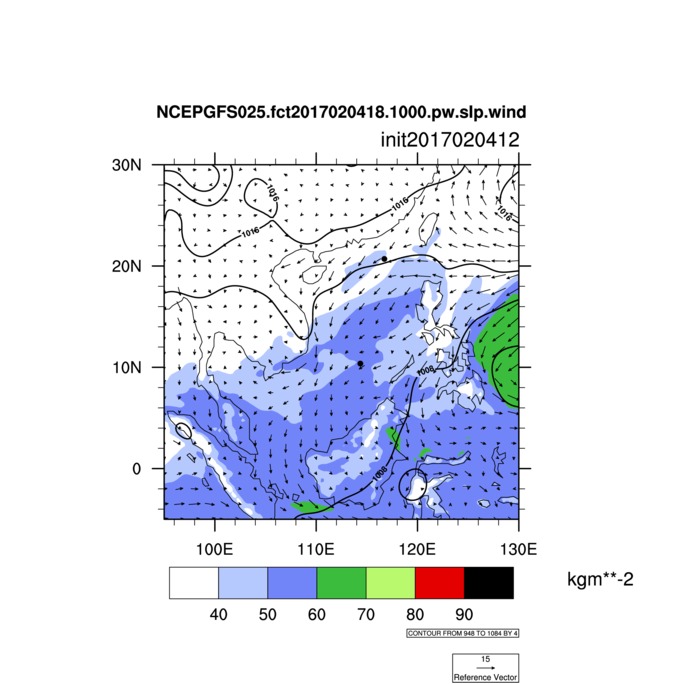 NCEPGFS025.fct2017020418.1000.pw.slp.wind
init2017020412
30N
20N
10N
0
1016
1016
1016
1016
1008
1008
100E 110E 120E 130E
kgm**-2
40 50 60 70 80 90
CONTOUR FROM 948 TO 1084 BY 4
15
Reference Vector